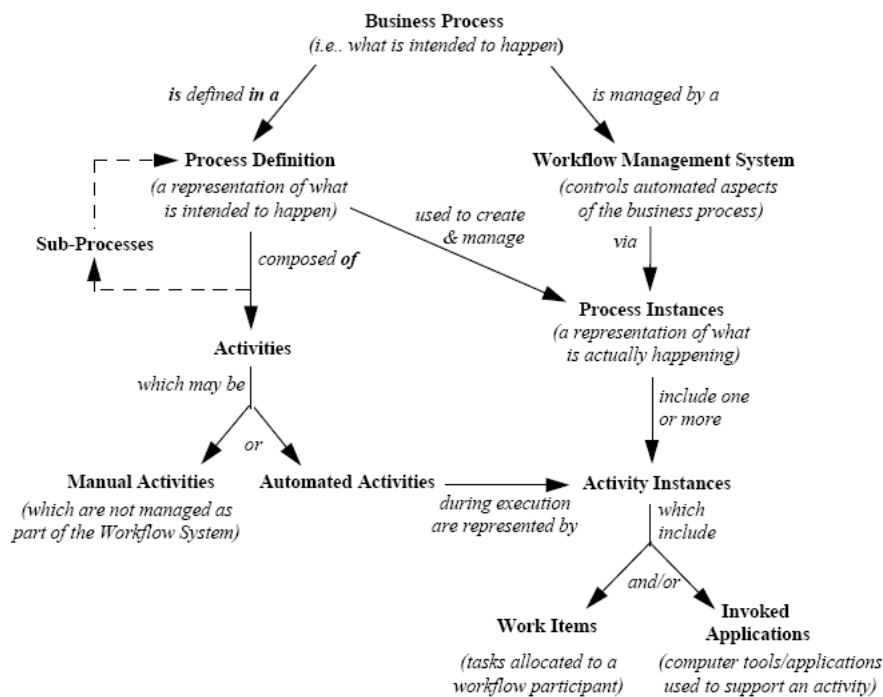 Business Process
(i.e.. what is intended to happen)
is defined in a
is managed by a
Process Definition
(a representation of what
is intended to happen)
Workflow Management System
(controls automated aspects
of the business process)
used to create
& manage
via
Sub-Processes
composed of
Process Instances
(a representation of what
is actually happening)
Activities
which may be
include one
or more
or
Manual Activities
(which are not managed as
part of the Workflow System)
Automated Activities
during execution
are represented by
Activity Instances
which
include
and/or
Work Items
(tasks allocated to a
workflow participant)
Invoked
Applications
(computer tools/applications
used to support an activity)